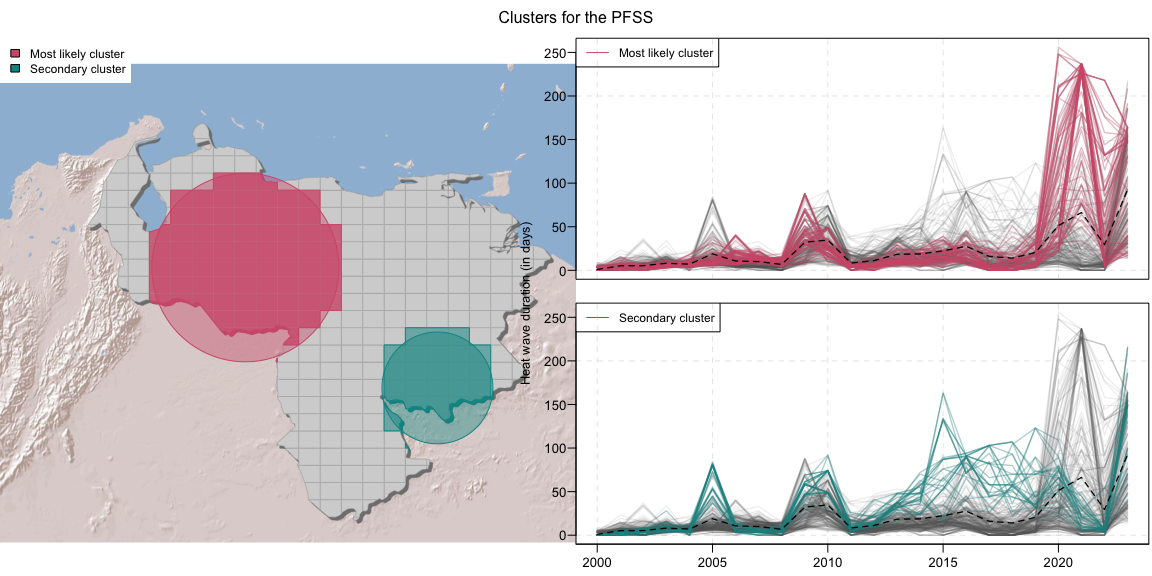 Clusters for the PFSS
Most likely cluster
Secondary cluster
Heat wave duration (in days)
Most likely cluster
250
200
150
100
50
0
Secondary cluster
250
200
150
100
50
0
2000 2005 2010 2015 2020